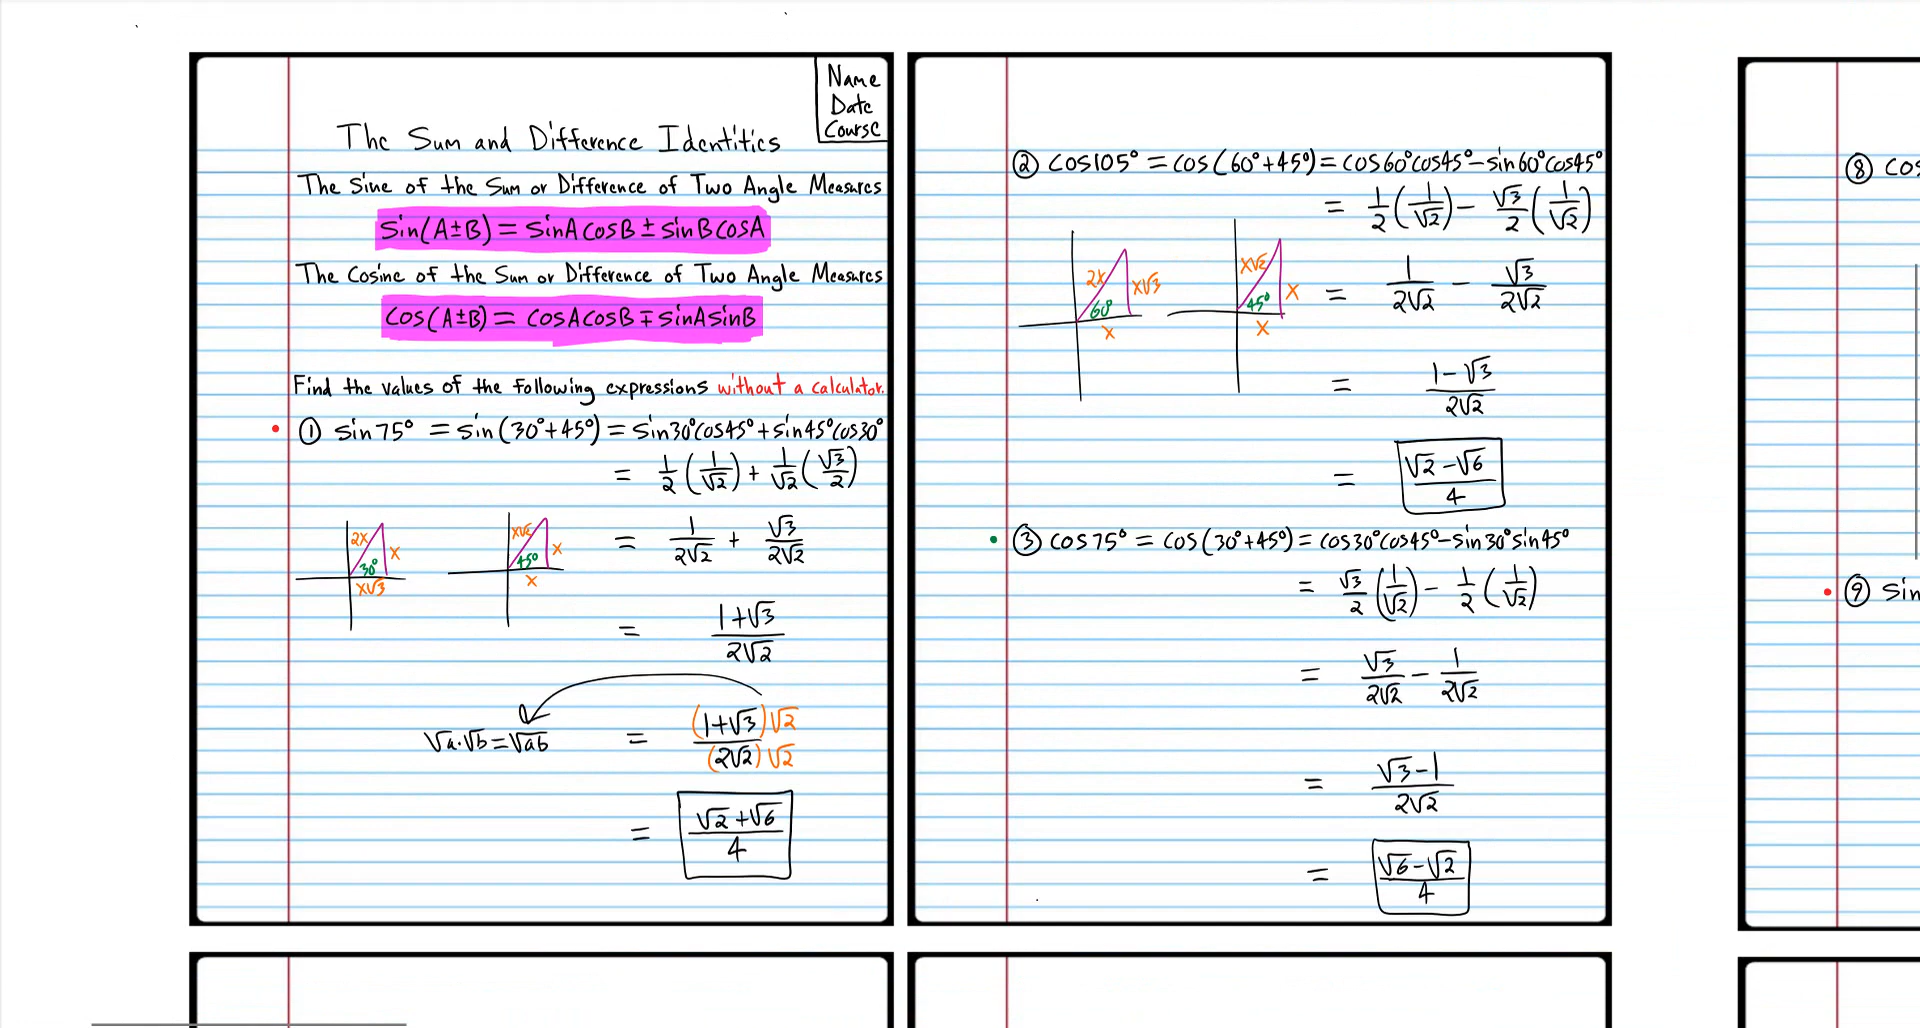 Name
Date
Course
The Sum and Difference Identities
The Sine of the Sum or Difference of Two Angle Measures
sin(A±B) = sinAcosB ± sinBcosA
The Cosine of the Sum or Difference of Two Angle Measures
cos(A±B) = cosAcosB ∓ sinAsinB
Find the values of the following expressions without a calculator.
① sin75° = sin(30°+45°) = sin30°cos45°+sin45°cos30°
= 1/2 (1/√2) + 1/√2 (√3/2)
2x x 30° x√3
x√2 x 45° x
= 1/2√2 + √3/2√2
= 1+√3/2√2
√a·√b=√ab
= (1+√3)√2/(2√2)√2
= √2+√6/4
② cos105° = cos(60°+45°) = cos60°cos45°-sin60°cos45°
= 1/2 (1/√2) - √3/2 (1/√2)
2x x√3 60° x
x√2 x 45° x
= 1/2√2 - √3/2√2
= 1-√3/2√2
= √2-√6/4
③ cos75° = cos(30°+45°) = cos30°cos45°-sin30°sin45°
= √3/2 (1/√2) - 1/2 (1/√2)
= √3/2√2 - 1/2√2
= √3-1/2√2
= √6-√2/4
⑧ cos
⑨ sin